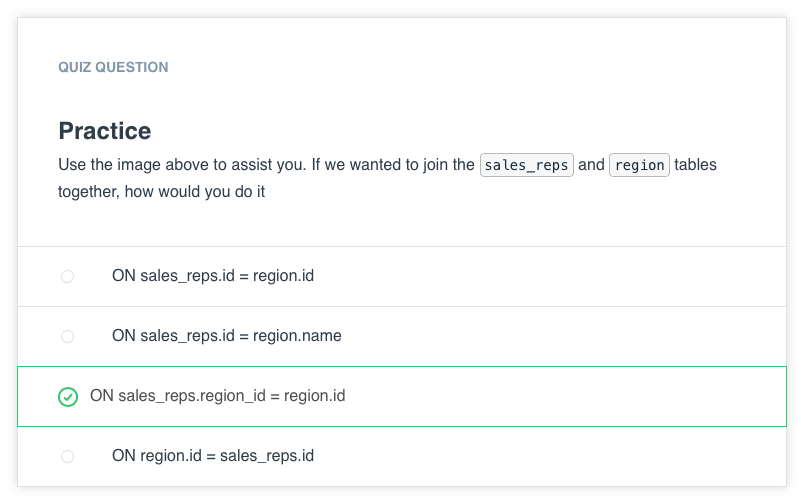 QUIZ QUESTION
Practice
Use the image above to assist you. If we wanted to join the sales_reps and region tables
together, how would you do it
ON sales_reps.id = region.id
ON sales_reps.id = region.name
ON sales_reps.region_id = region.id
ON region.id = sales_reps.id